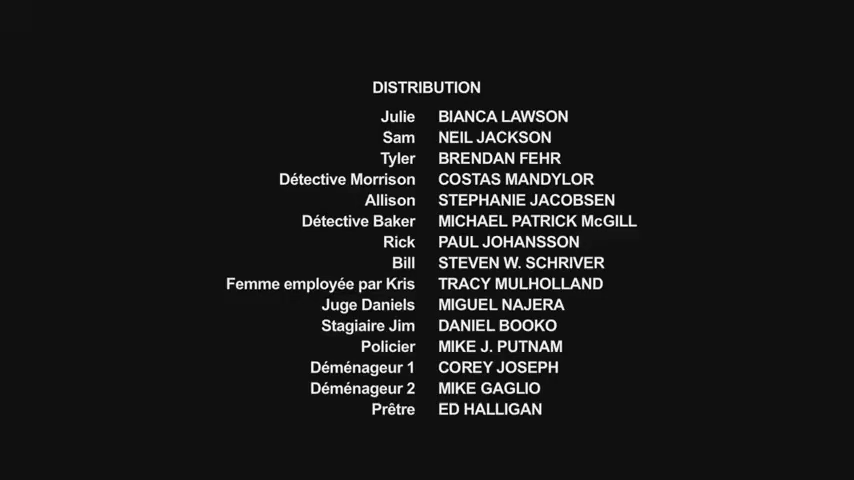 DISTRIBUTION
Julie BIANCA LAWSON
Sam NEIL JACKSON
Tyler BRENDAN FEHR
Détective Morrison COSTAS MANDYLOR
Allison STEPHANIE JACOBSEN
Détective Baker MICHAEL PATRICK McGILL
Rick PAUL JOHANSSON
Bill STEVEN W. SCHRIVER
Femme employée par Kris TRACY MULHOLLAND
Juge Daniels MIGUEL NAJERA
Stagiaire Jim DANIEL BOOKO
Policier MIKE J. PUTNAM
Déménageur 1 COREY JOSEPH
Déménageur 2 MIKE GAGLIO
Prêtre ED HALLIGAN